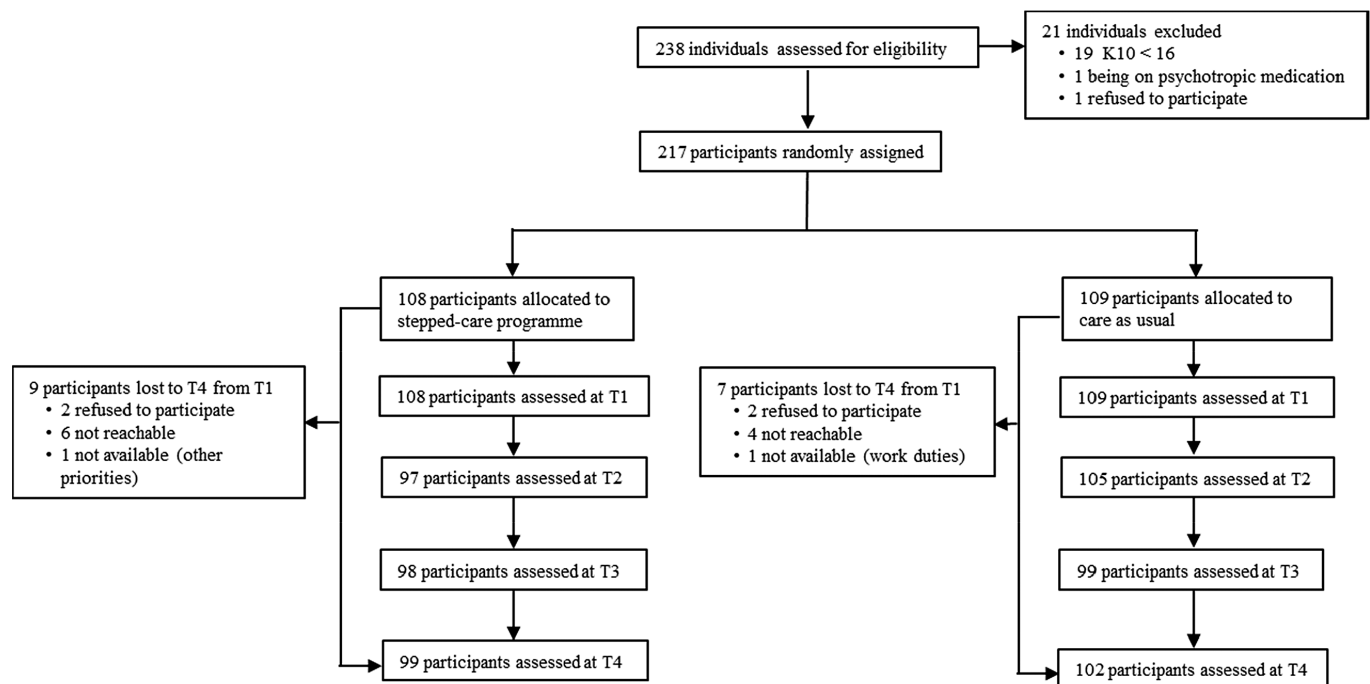 238 individuals assessed for eligibility
21 individuals excluded
• 19 K10 < 16
• 1 being on psychotropic medication
• 1 refused to participate
217 participants randomly assigned
108 participants allocated to
stepped-care programme
109 participants allocated to
care as usual
9 participants lost to T4 from T1
• 2 refused to participate
• 6 not reachable
• 1 not available (other
priorities)
108 participants assessed at T1
97 participants assessed at T2
98 participants assessed at T3
99 participants assessed at T4
7 participants lost to T4 from T1
• 2 refused to participate
• 4 not reachable
• 1 not available (work duties)
109 participants assessed at T1
105 participants assessed at T2
99 participants assessed at T3
102 participants assessed at T4